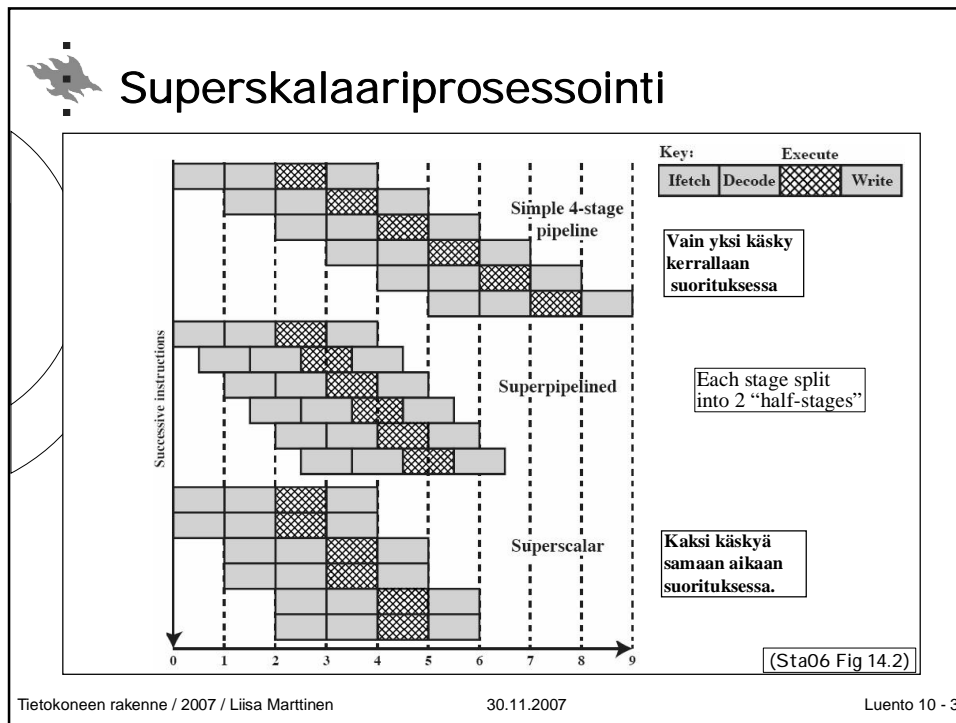 Superskalaariprosessointi
Key:
Execute
Ifetch Decode Write
Simple 4-stage
pipeline
Vain yksi käsky
kerrallaan
suorituksessa
Successive instructions
Superpipelined
Each stage split
into 2 “half-stages”
Superscalar
Kaksi käskyä
samaan aikaan
suorituksessa.
0 1 2 3 4 5 6 7 8 9
(Sta06 Fig 14.2)
Tietokoneen rakenne / 2007 / Liisa Marttinen 30.11.2007 Luento 10 - 3